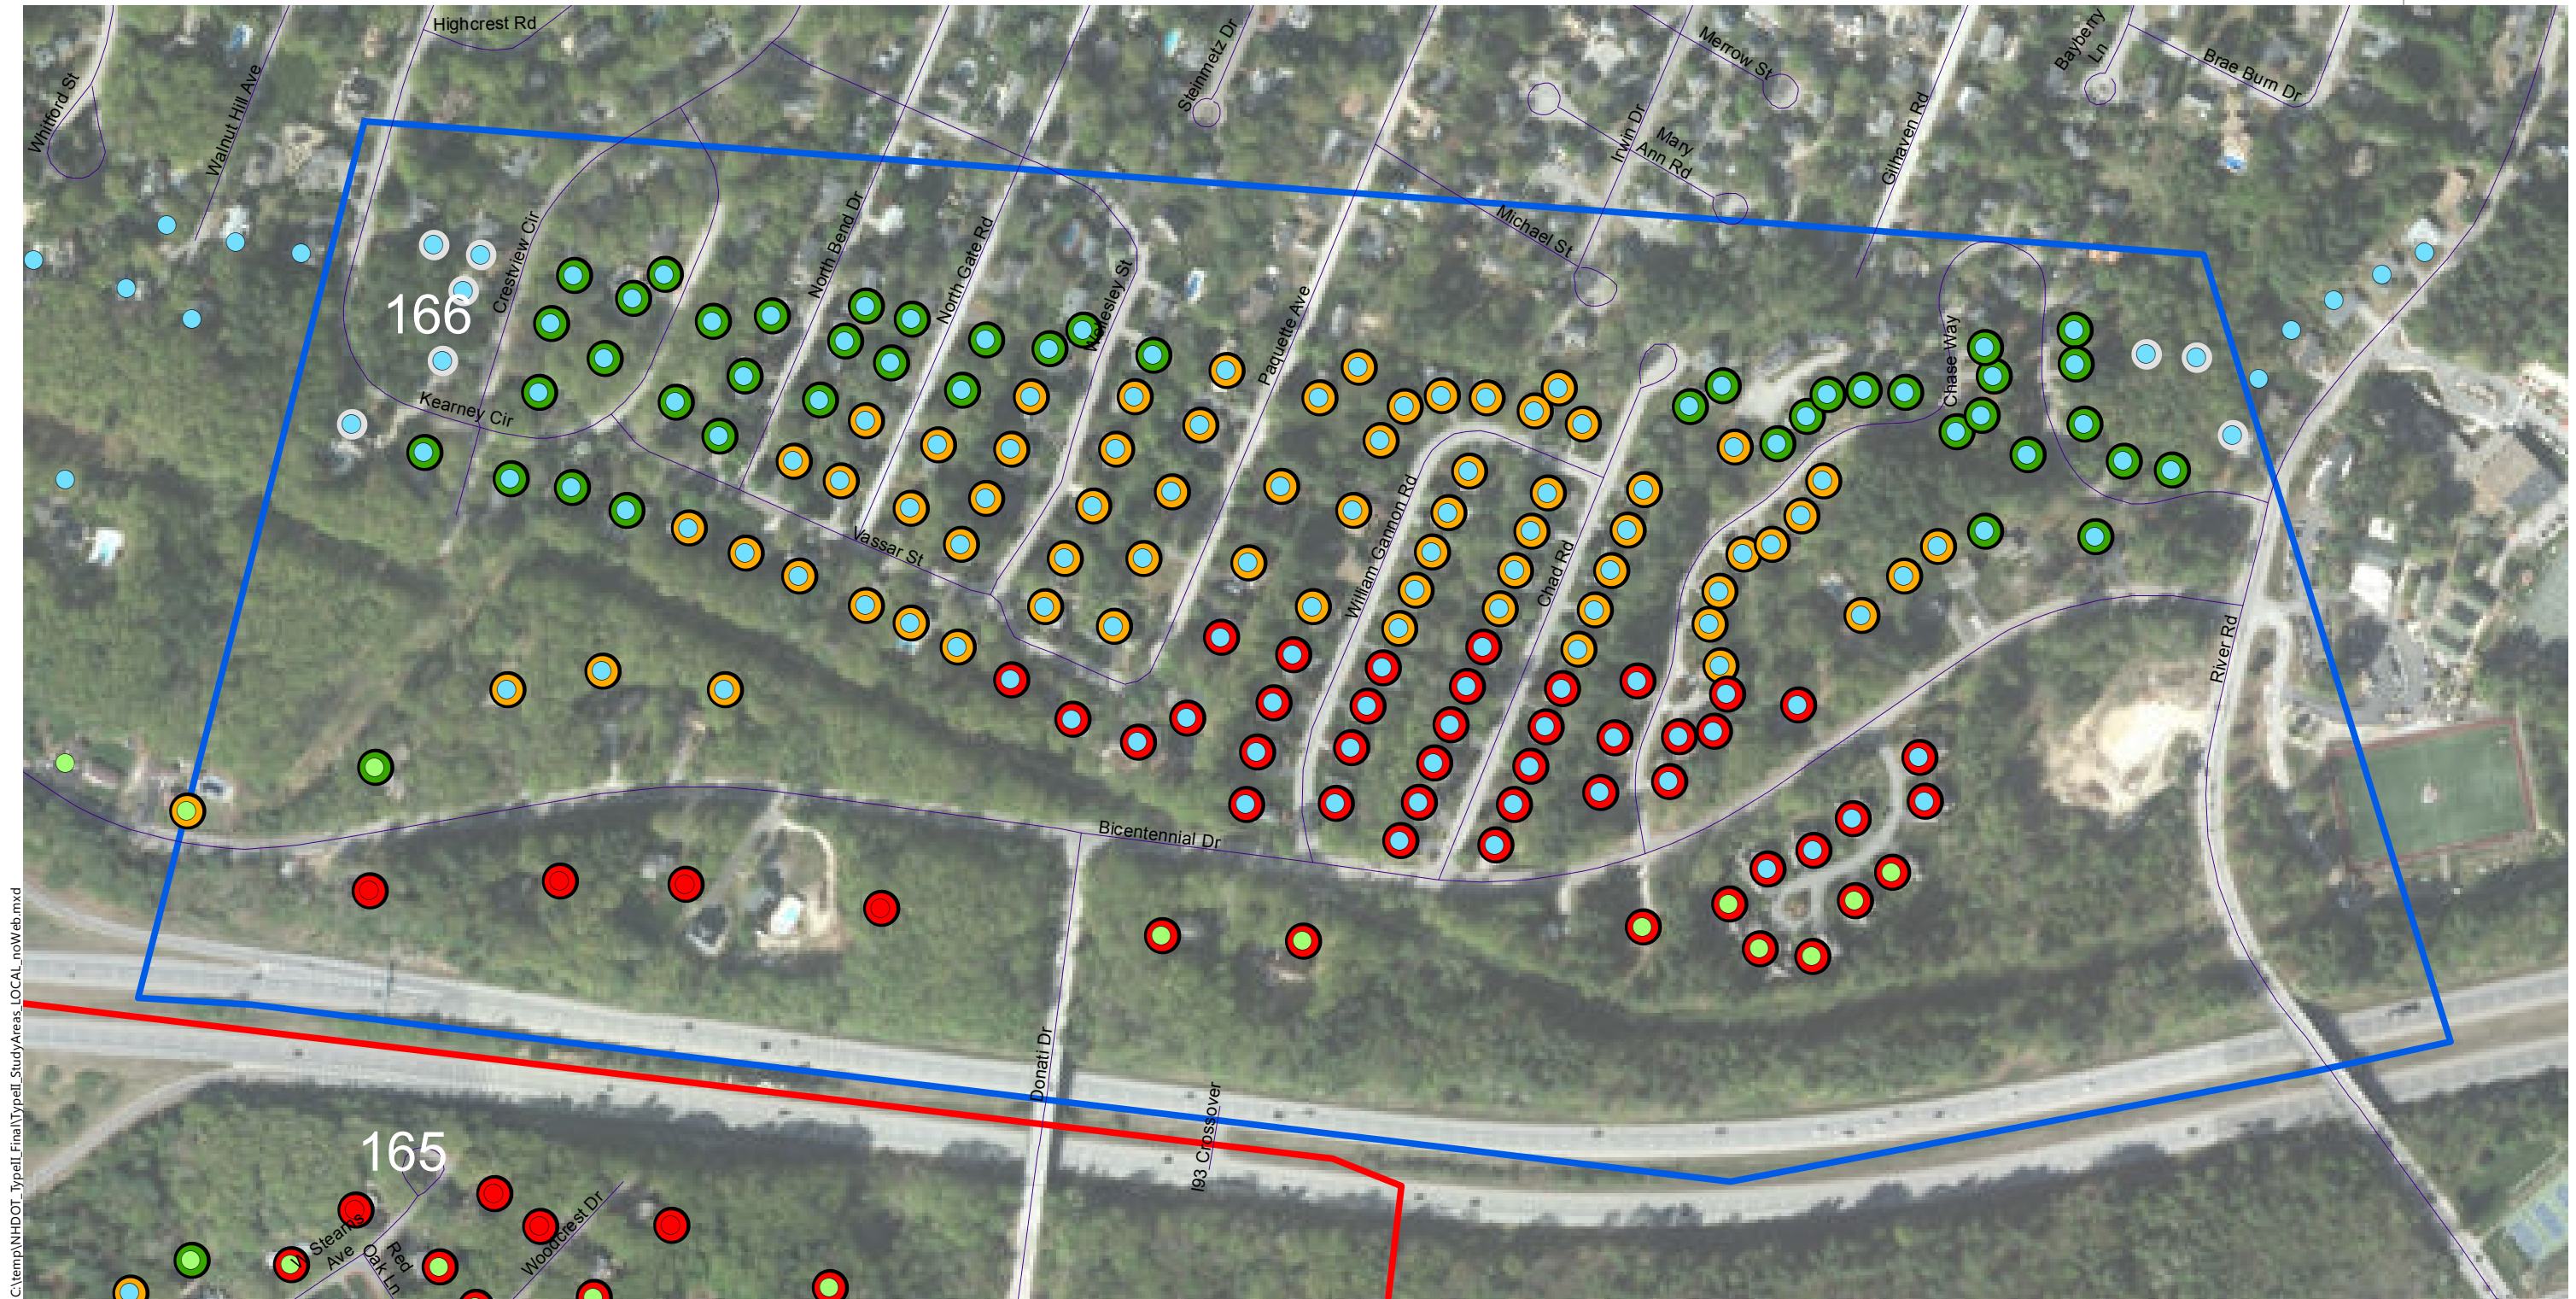 Highcrest Rd
Whitford St
Walnut Hill Ave
Steinmetz Dr
Merrow St
Bayberry
Ln
Brae Burn Dr
Irwin Dr
Mary
Ann Rd
Gilhaven Rd
Michael St
Crestview Cir
North Bend Dr
North Gate Rd
Wellesley St
Paquette Ave
166
Kearney Cir
Chase Way
Vassar St
William Gannon Rd
Chad Rd
River Rd
Bicentennial Dr
Donati Dr
I93 Crossover
165
W Stearns
Ave
Red
Oak Ln
Woodcrest Dr
C:\temp\NHDOT_TypeII_Final\TypeII_StudyAreas_LOCAL_noWeb.mxd